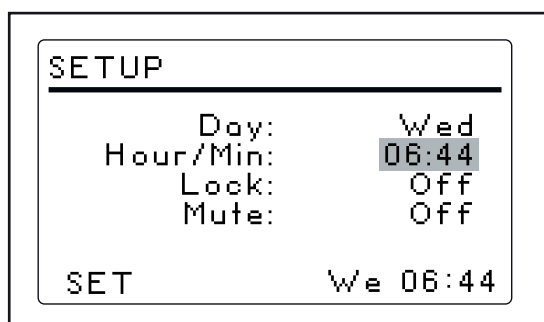 SETUP
Day: Wed
Hour/Min: 06:44
Lock: Off
Mute: Off
SET We 06:44